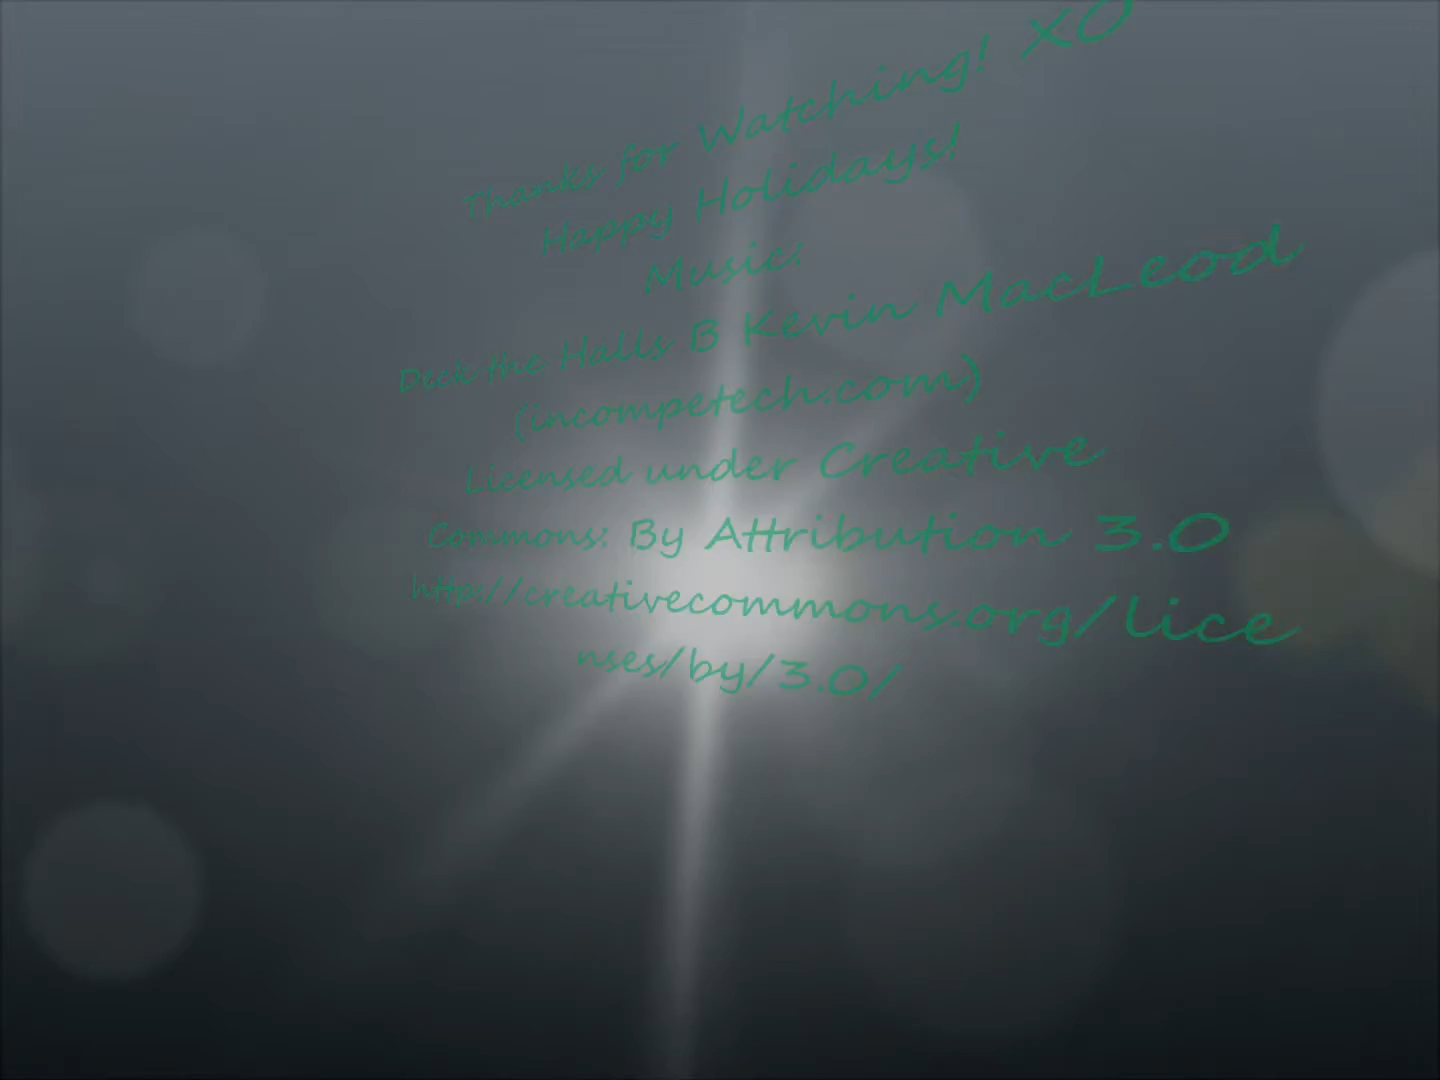 Thanks for Watching! XO
Happy Holidays!
Music:
Deck the Halls B Kevin MacLeod
(incompetech.com)
Licensed under Creative
Commons: By Attribution 3.0
http://creativecommons.org/lice
nses/by/3.0/